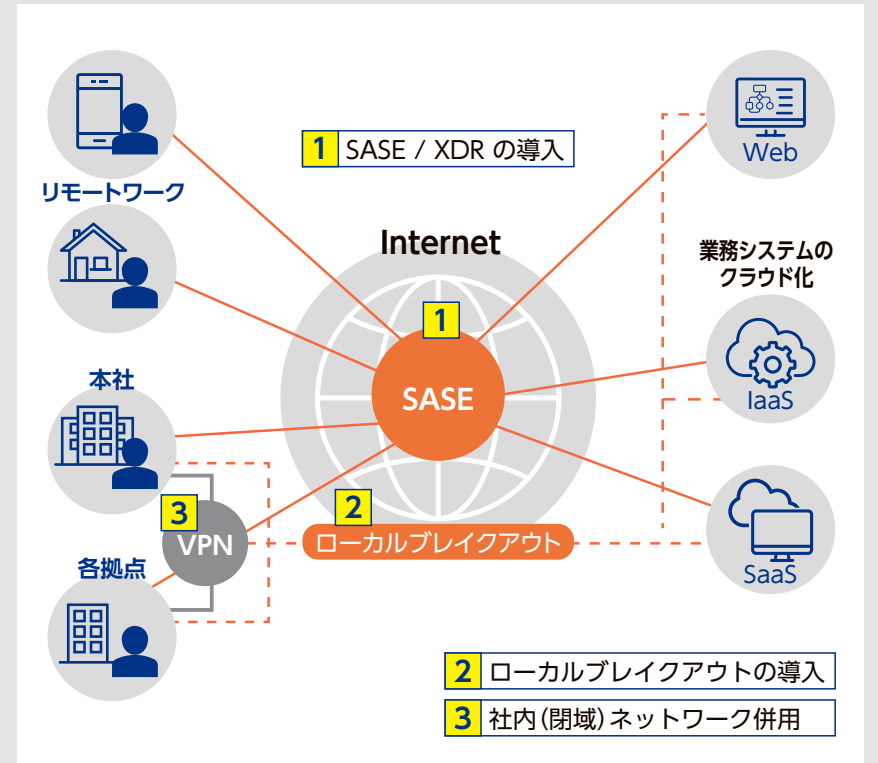 1 SASE / XDR の導入
Web
リモートワーク
Internet
業務システムの
クラウド化
1
SASE
IaaS
本社
3
VPN
2
ローカルブレイクアウト
各拠点
SaaS
2 ローカルブレイクアウトの導入
3 社内(閉域)ネットワーク併用